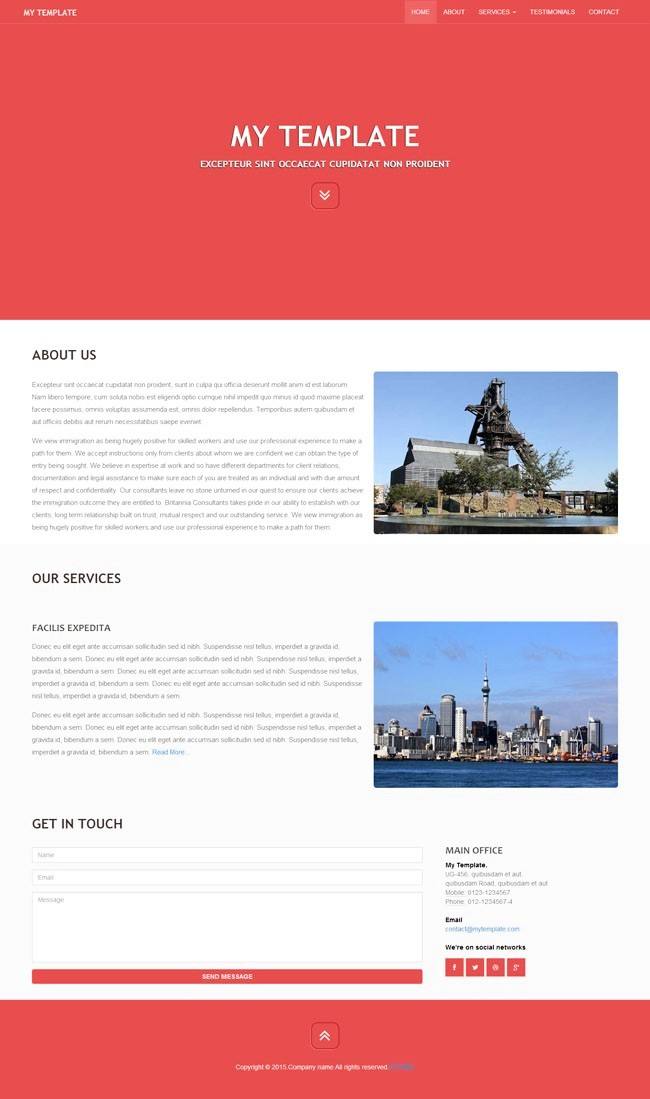 MY TEMPLATE
HOME ABOUT SERVICES TESTIMONIALS CONTACT
MY TEMPLATE
EXCEPTEUR SINT OCCAECAT CUPIDATAT NON PROIDENT
ABOUT US
Excepteur sint occaecat cupidatat non proident, sunt in culpa qui officia deserunt mollit anim id est laborum.
Nam libero tempore, cum soluta nobis est eligendi optio cumque nihil impedit quo minus id quod maxime placeat
facere possimus, omnis voluptas assumenda est, omnis dolor repellendus. Temporibus autem quibusdam et
aut officiis debitis aut rerum necessitatibus saepe eveniet.
We view immigration as being hugely positive for skilled workers and use our professional experience to make a
path for them. We accept instructions only from clients about whom we are confident we can obtain the type of
entry being sought. We believe in expertise at work and so have different departments for client relations,
documentation and legal assistance to make sure each of you are treated as an individual and with due amount
of respect and confidentiality. Our consultants leave no stone unturned in our quest to ensure our clients achieve
the immigration outcome they are entitled to. Britannia Consultants takes pride in our ability to establish with our
clients, long term relationship built on trust, mutual respect and our outstanding service. We view immigration as
being hugely positive for skilled workers and use our professional experience to make a path for them.
OUR SERVICES
FACILIS EXPEDITA
Donec eu elit eget ante accumsan sollicitudin sed id nibh. Suspendisse nisl tellus, imperdiet a gravida id,
bibendum a sem. Donec eu elit eget ante accumsan sollicitudin sed id nibh. Suspendisse nisl tellus, imperdiet a
gravida id, bibendum a sem. Donec eu elit eget ante accumsan sollicitudin sed id nibh. Suspendisse nisl tellus,
imperdiet a gravida id, bibendum a sem. Donec eu elit eget ante accumsan sollicitudin sed id nibh. Suspendisse
nisl tellus, imperdiet a gravida id, bibendum a sem.
Donec eu elit eget ante accumsan sollicitudin sed id nibh. Suspendisse nisl tellus, imperdiet a gravida id,
bibendum a sem. Donec eu elit eget ante accumsan sollicitudin sed id nibh. Suspendisse nisl tellus, imperdiet a
gravida id, bibendum a sem. Donec eu elit eget ante accumsan sollicitudin sed id nibh. Suspendisse nisl tellus,
imperdiet a gravida id, bibendum a sem. Read More...
GET IN TOUCH
Name
Email
Message
SEND MESSAGE
MAIN OFFICE
My Template.
UG-456, quibusdam et aut
quibusdam Road, quibusdam et aut
Mobile: 0123-1234567
Phone: 012-1234567-4
Email
contact@mytemplate.com
We're on social networks
Copyright © 2015.Company name All rights reserved.